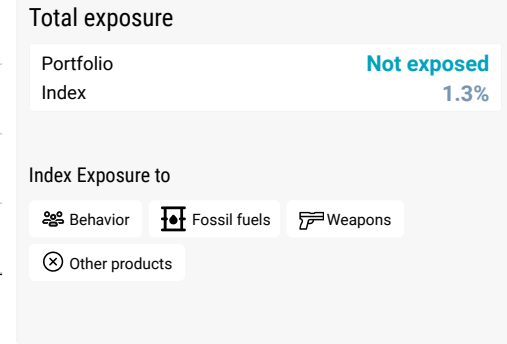 Total exposure
Portfolio Not exposed
Index 1.3%
Index Exposure to
Behavior Fossil fuels Weapons
Other products